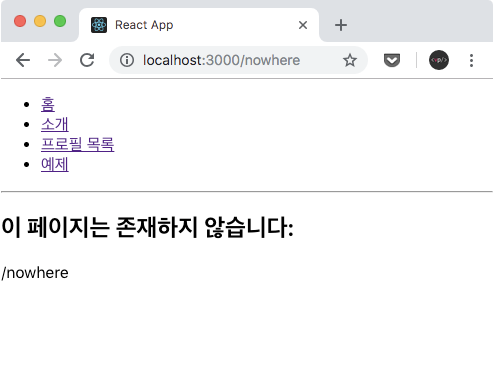 React App
localhost:3000/nowhere
홈
소개
프로필 목록
예제
이 페이지는 존재하지 않습니다:
/nowhere